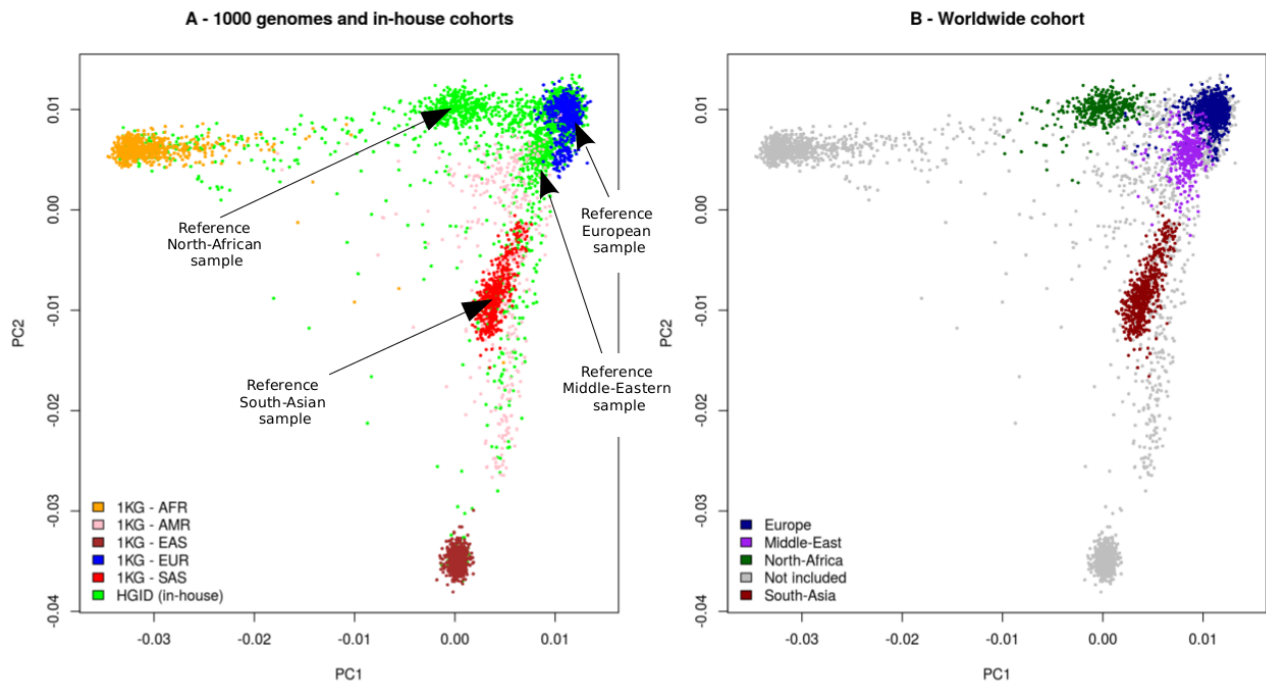 A - 1000 genomes and in-house cohorts
PC2
0.01
0.00
-0.01
-0.02
-0.03
-0.04
Reference
North-African
sample
Reference
European
sample
Reference
South-Asian
sample
Reference
Middle-Eastern
sample
1KG - AFR
1KG - AMR
1KG - EAS
1KG - EUR
1KG - SAS
HGID (in-house)
-0.03
-0.02
-0.01
0.00
0.01
PC1
B - Worldwide cohort
PC2
0.01
0.00
-0.01
-0.02
-0.03
-0.04
Europe
Middle-East
North-Africa
Not included
South-Asia
-0.03
-0.02
-0.01
0.00
0.01
PC1